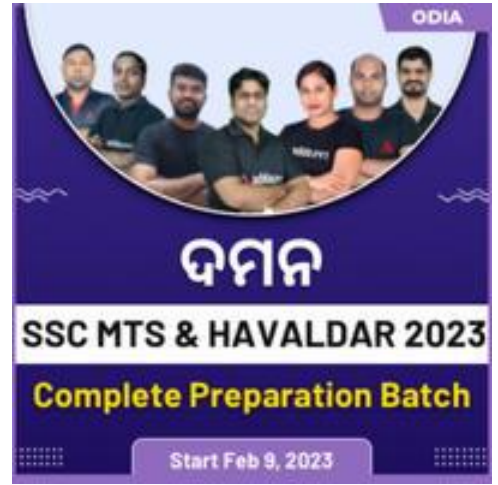 ODIA
ଦମନ
SSC MTS & HAVALDAR 2023
Complete Preparation Batch
Start Feb 9, 2023